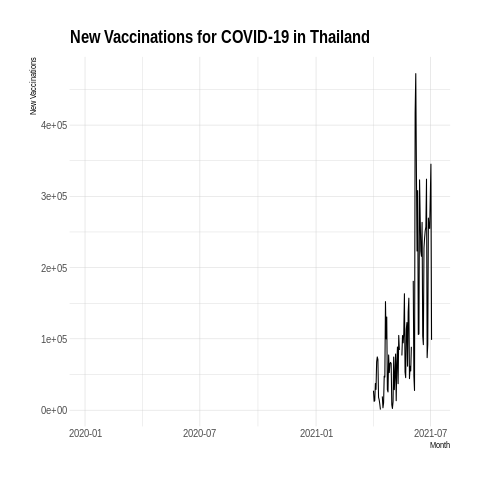 New Vaccinations for COVID-19 in Thailand
New Vaccinations
4e+05
3e+05
2e+05
1e+05
0e+00
2020-01 2020-07 2021-01 2021-07
Month